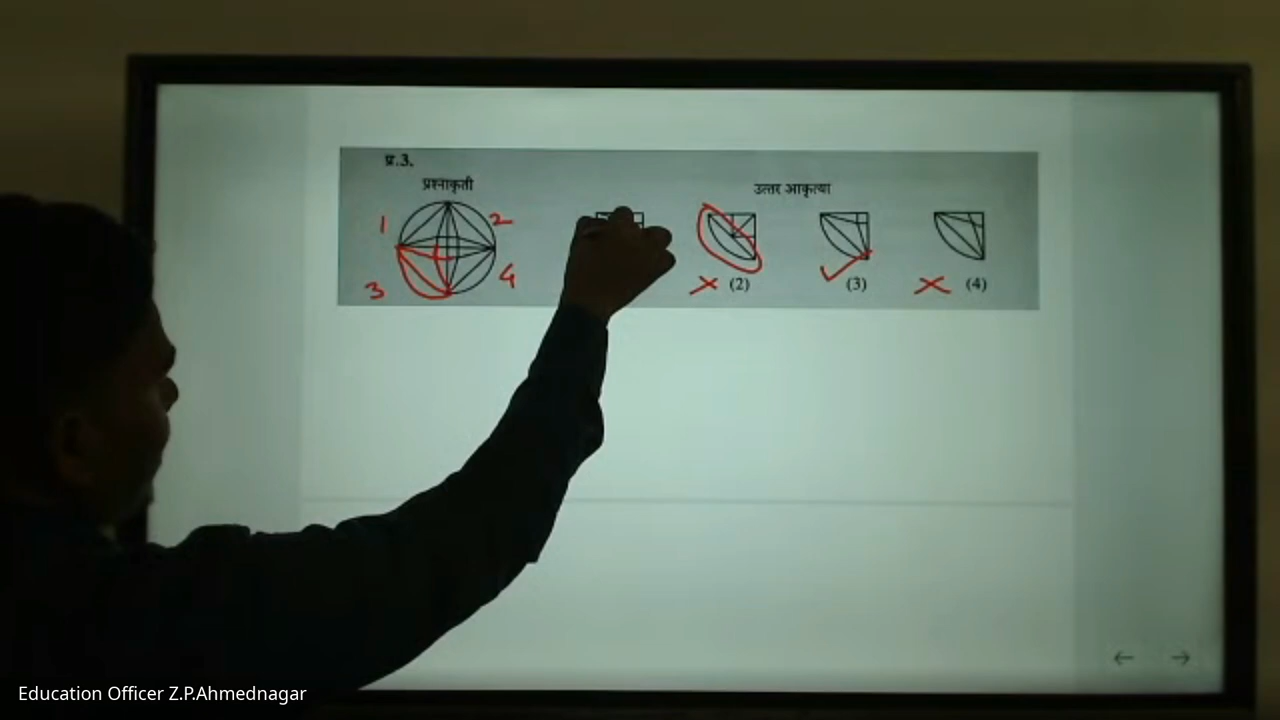 प्र.3.
प्रश्नाकृती
उत्तर आकृत्या
1 2
3 4
(2) (3) (4)
Education Officer Z.P.Ahmednagar